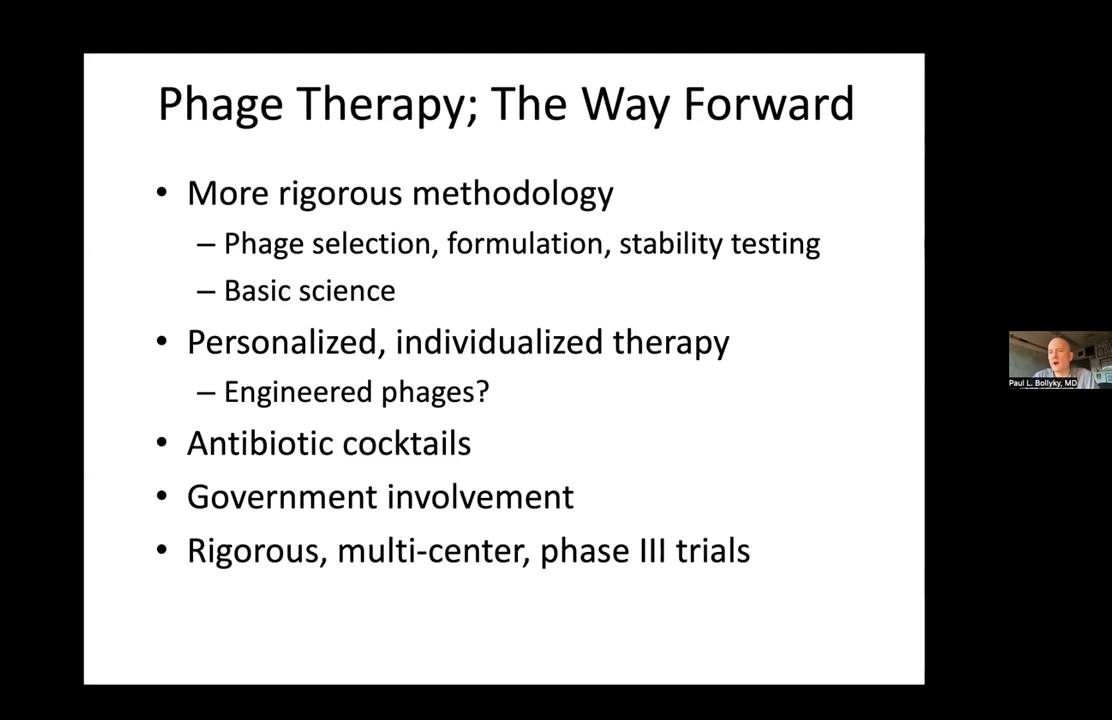 Phage Therapy; The Way Forward
• More rigorous methodology
– Phage selection, formulation, stability testing
– Basic science
• Personalized, individualized therapy
– Engineered phages?
• Antibiotic cocktails
• Government involvement
• Rigorous, multi-center, phase III trials
Paul L. Bollyky, MD